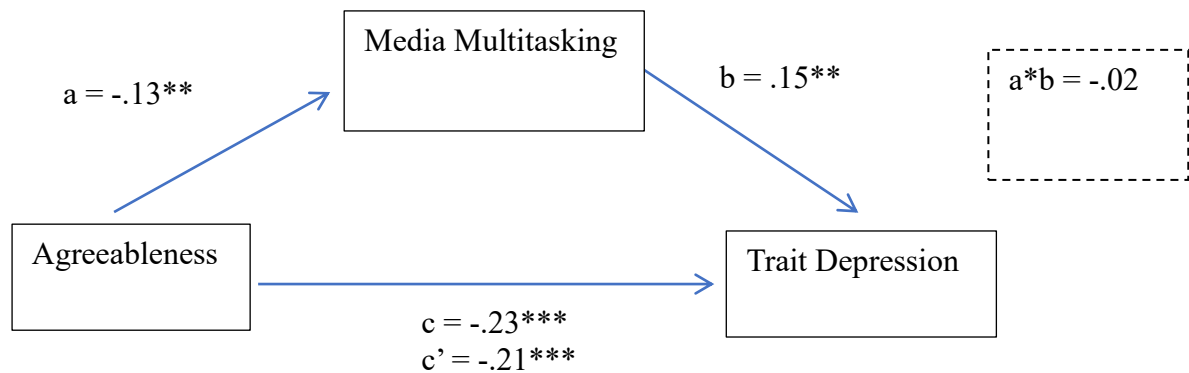 Media Multitasking
a = -.13**
b = .15**
a*b = -.02
Agreeableness
Trait Depression
c = -.23***
c’ = -.21***